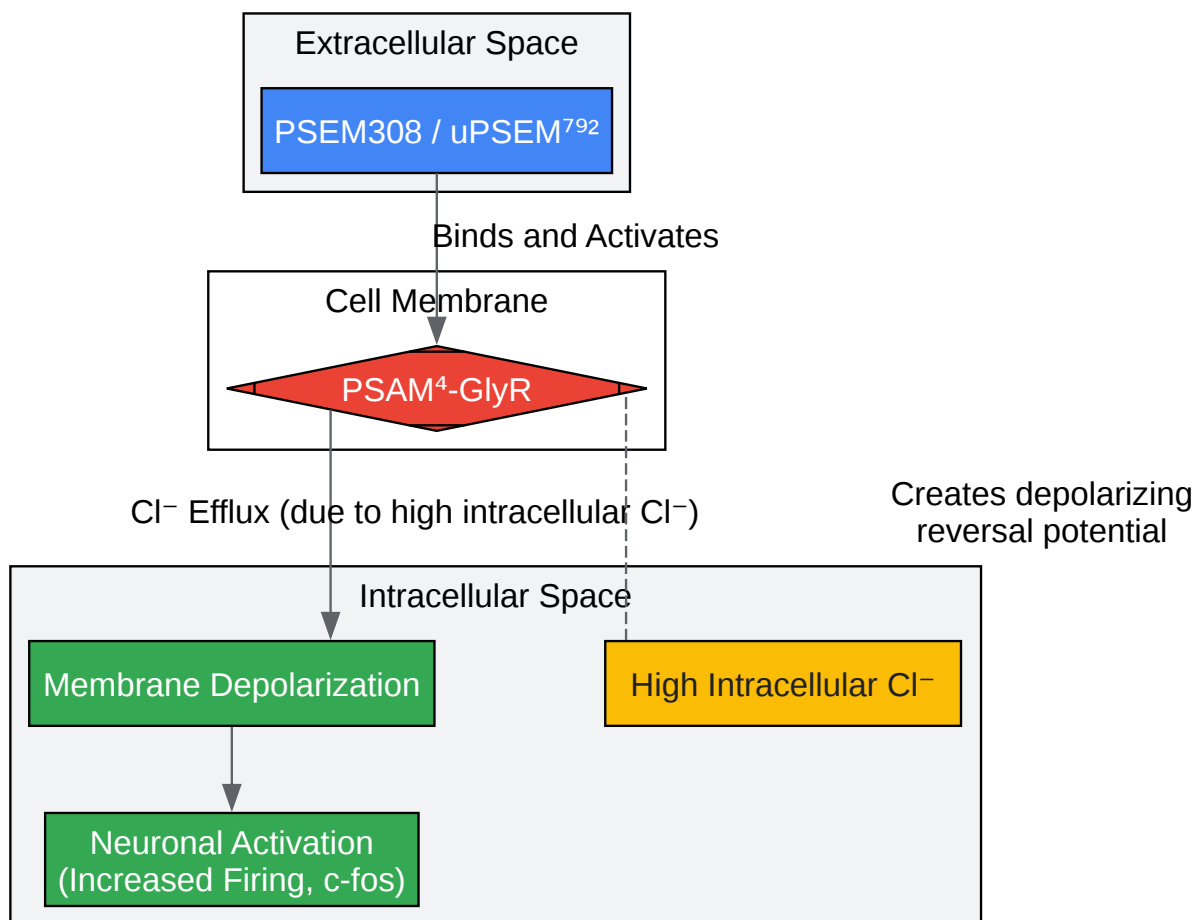 Extracellular Space
PSEM308 / uPSEM⁷⁹²
Binds and Activates
Cell Membrane
PSAM⁴-GlyR
Cl⁻ Efflux (due to high intracellular Cl⁻)
Creates depolarizing
reversal potential
Intracellular Space
Membrane Depolarization
High Intracellular Cl⁻
Neuronal Activation
(Increased Firing, c-fos)